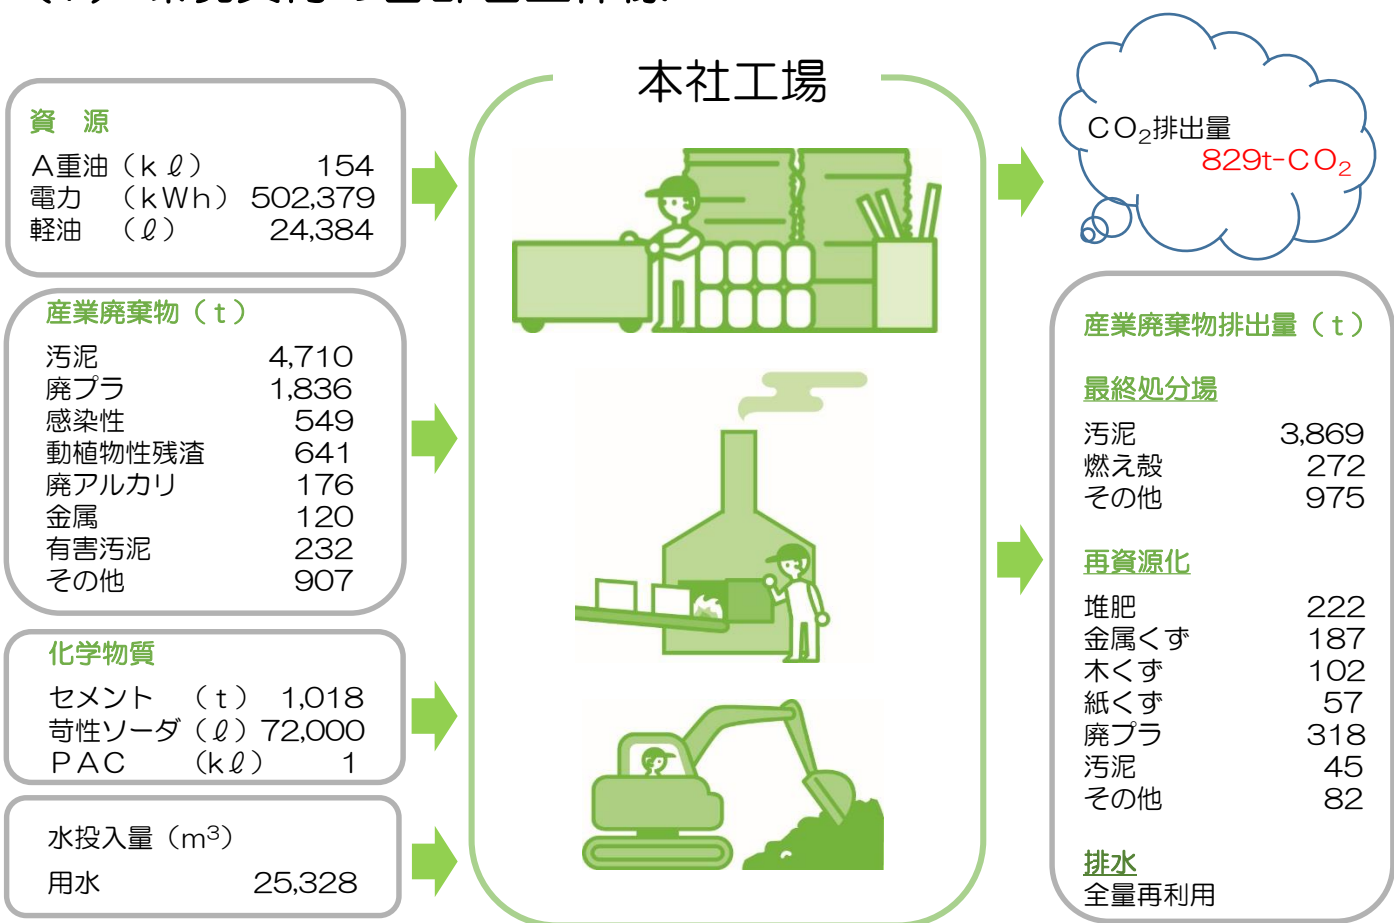 本社工場
資 源
A重油(kℓ) 154
電力 (kWh) 502,379
軽油 (ℓ) 24,384
産業廃棄物(t)
汚泥 4,710
廃プラ 1,836
感染性 549
動植物性残渣 641
廃アルカリ 176
金属 120
有害汚泥 232
その他 907
化学物質
セメント (t) 1,018
苛性ソーダ(ℓ) 72,000
PAC (kℓ) 1
水投入量(m³)
用水 25,328
CO₂排出量
829t-CO₂
産業廃棄物排出量(t)
最終処分場
汚泥 3,869
燃え殻 272
その他 975
再資源化
堆肥 222
金属くず 187
木くず 102
紙くず 57
廃プラ 318
汚泥 45
その他 82
排水
全量再利用